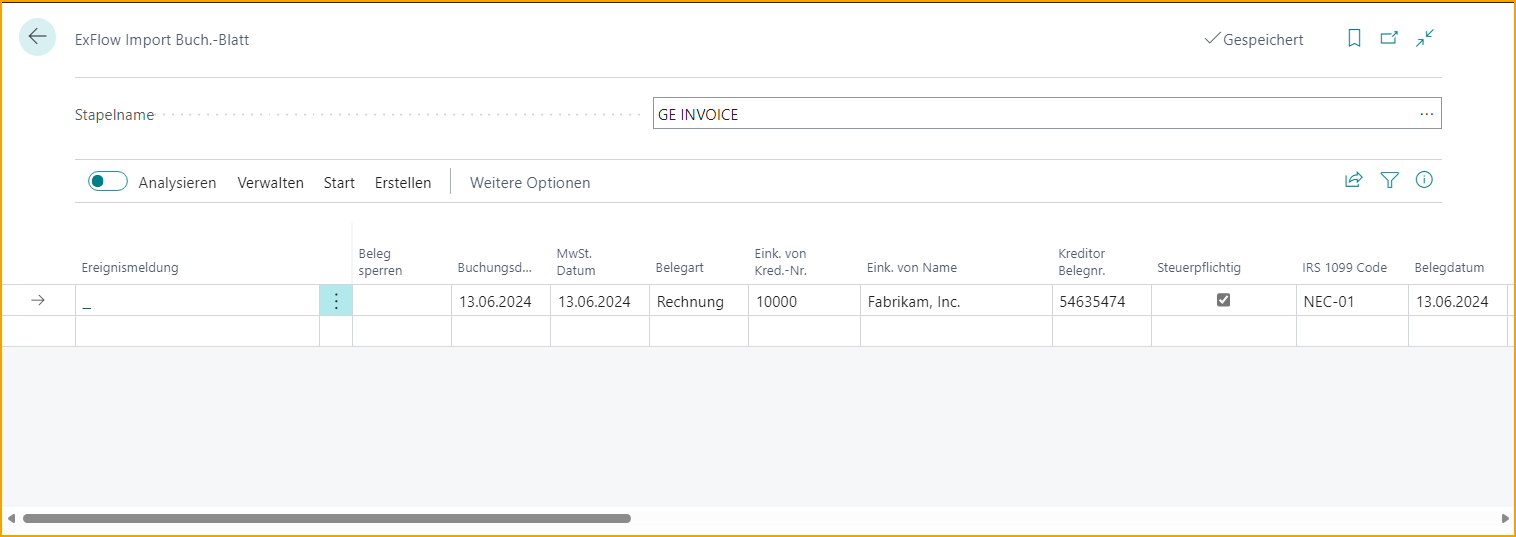 ExFlow Import Buch.-Blatt
Gespeichert
Stapelname
GE INVOICE
Analysieren Verwalten Start Erstellen Weitere Optionen
Ereignismeldung
Beleg
sperren
Buchungsd...
MwSt.
Datum
Belegart
Eink. von
Kred.-Nr.
Eink. von Name
Kreditor
Belegnr.
Steuerpflichtig
IRS 1099 Code
Belegdatum
_ 13.06.2024 13.06.2024 Rechnung 10000 Fabrikam, Inc. 54635474 NEC-01 13.06.2024